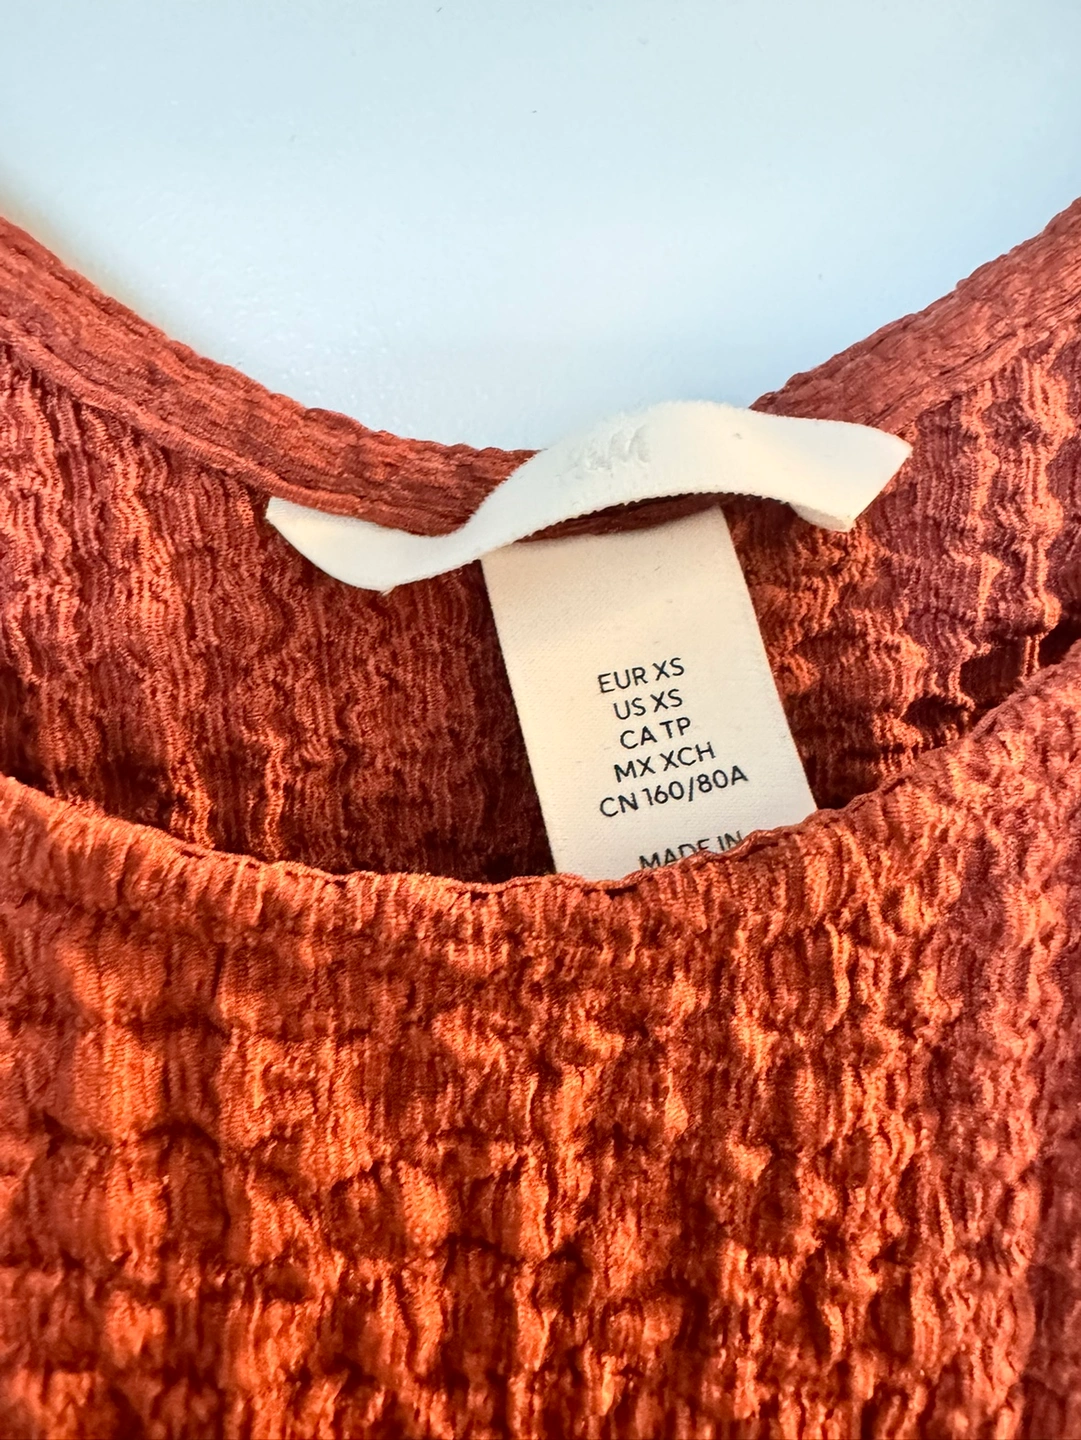 EUR XS
US XS
CA TP
MX XCH
CN 160/80A
MADE IN